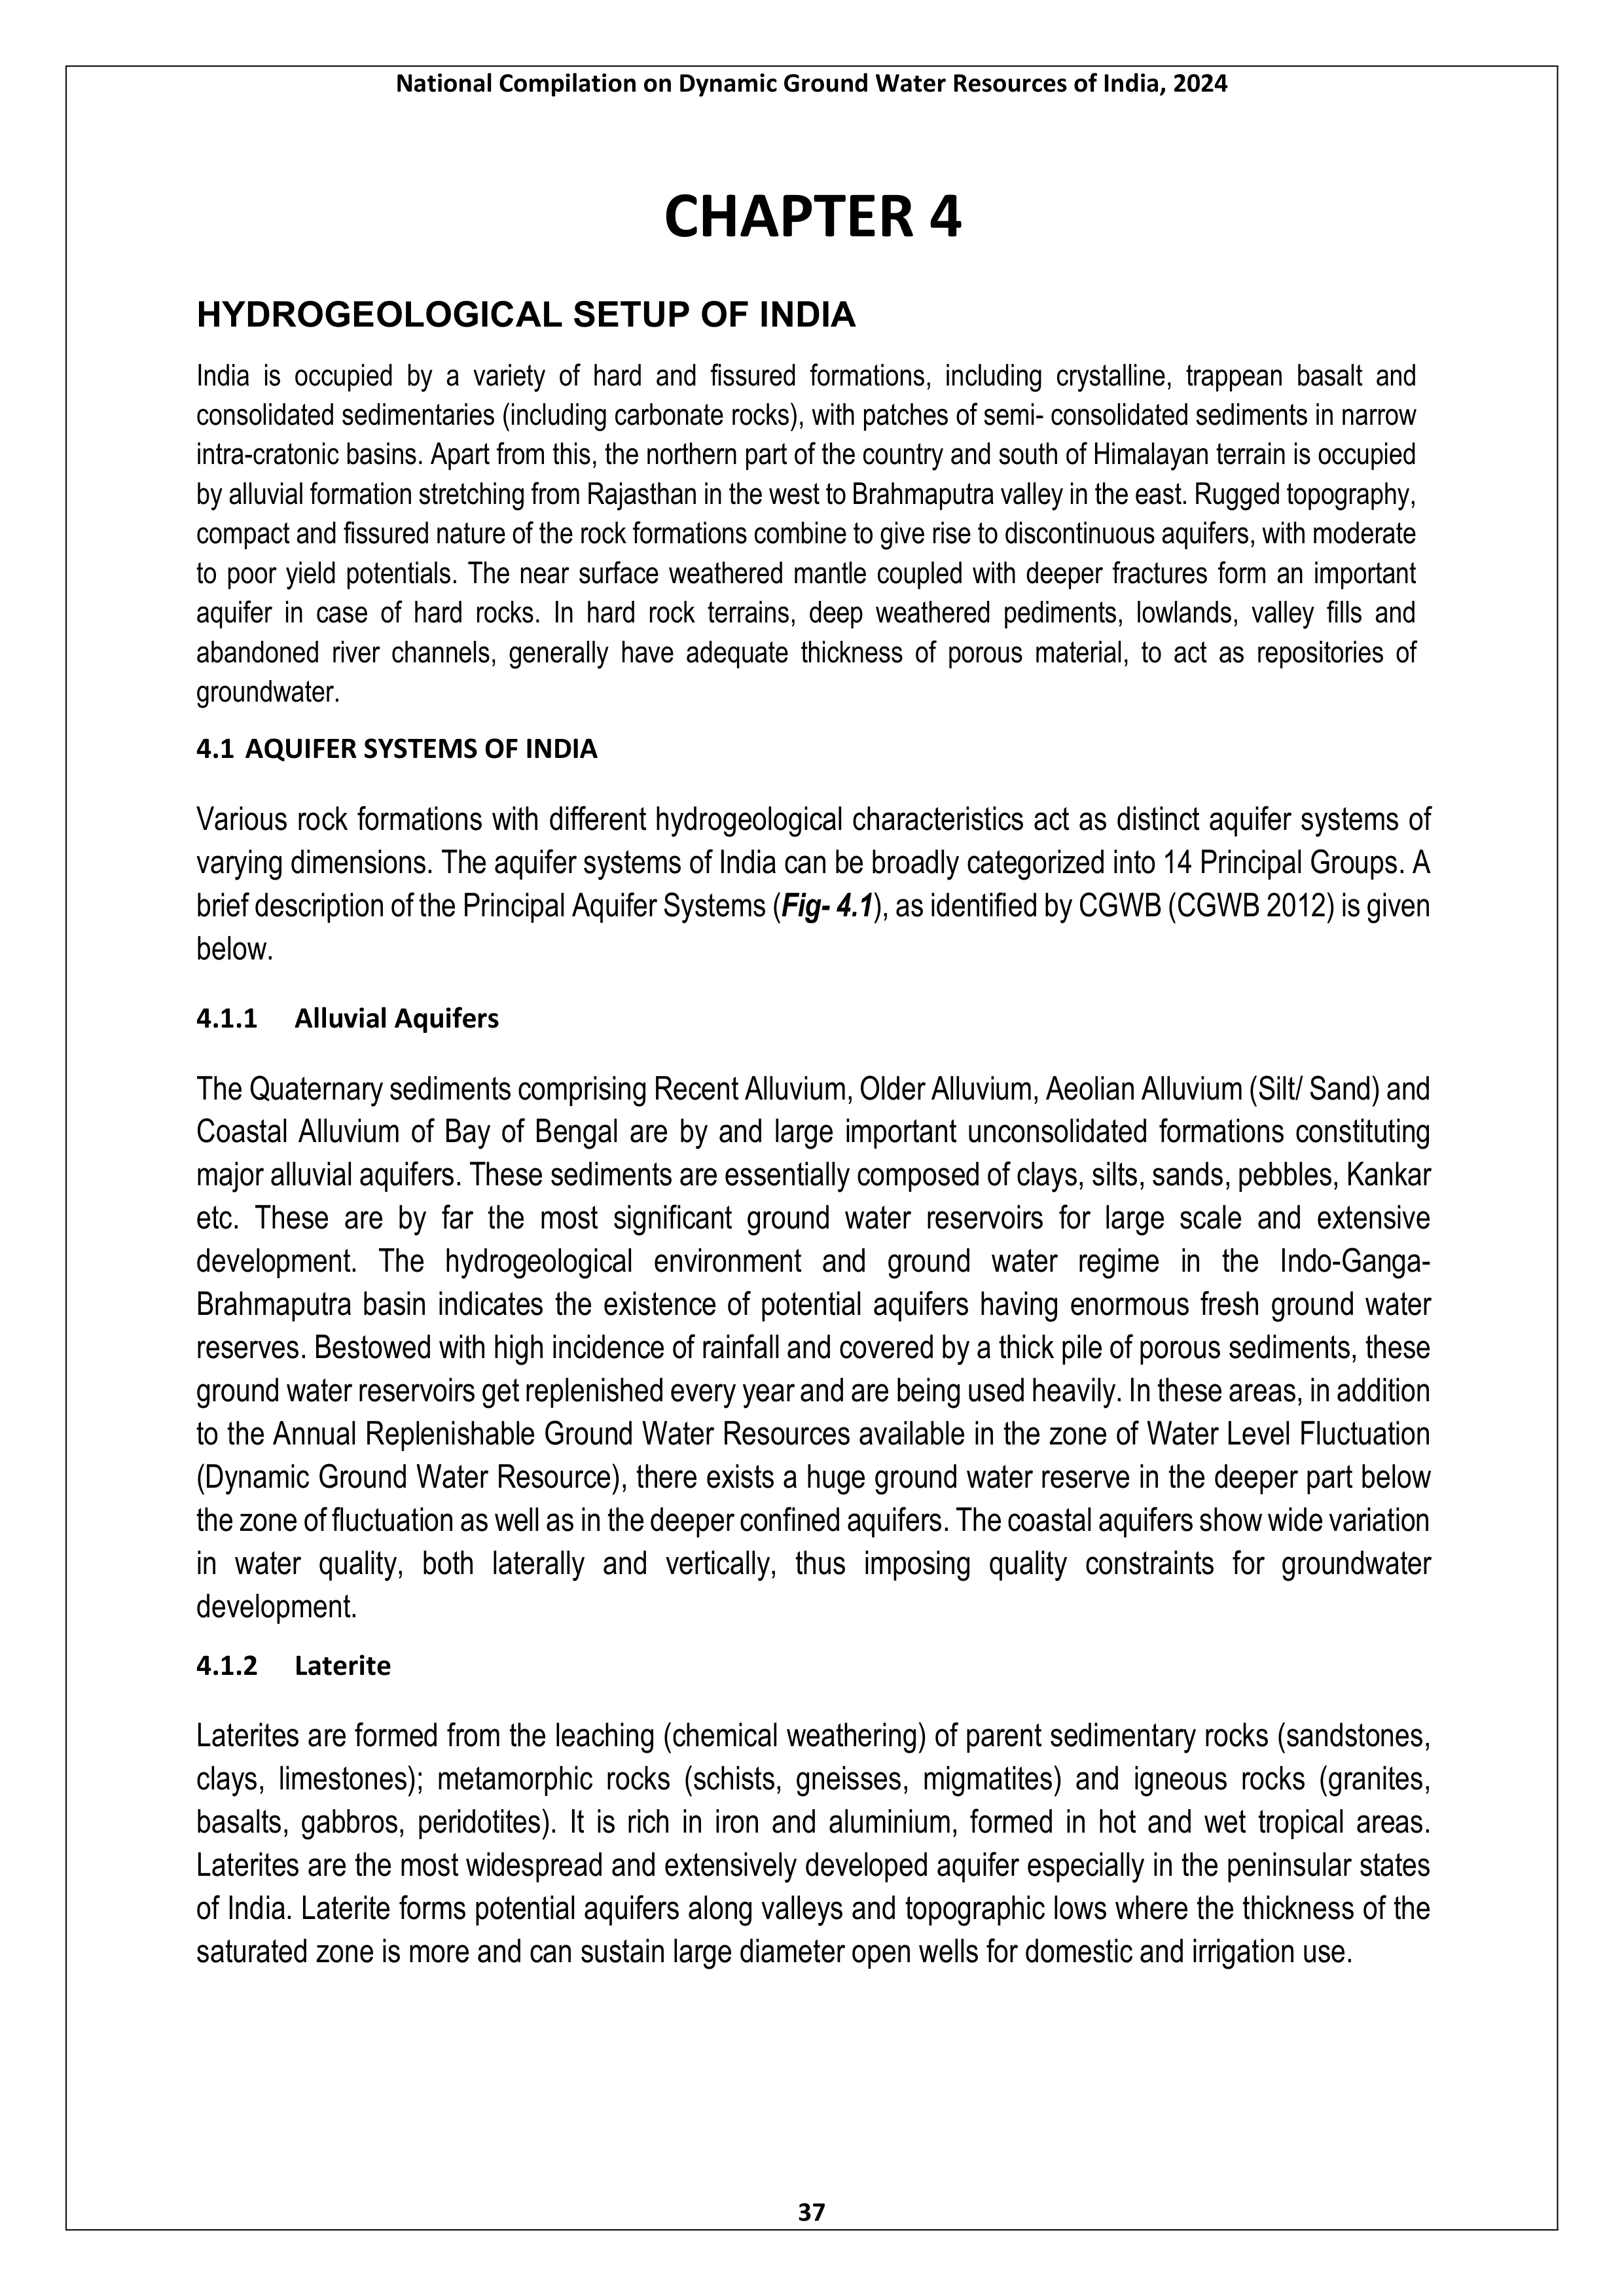 National Compilation on Dynamic Ground Water Resources of India, 2024
CHAPTER 4
HYDROGEOLOGICAL SETUP OF INDIA
India is occupied by a variety of hard and fissured formations, including crystalline, trappean basalt and
consolidated sedimentaries (including carbonate rocks), with patches of semi- consolidated sediments in narrow
intra-cratonic basins. Apart from this, the northern part of the country and south of Himalayan terrain is occupied
by alluvial formation stretching from Rajasthan in the west to Brahmaputra valley in the east. Rugged topography,
compact and fissured nature of the rock formations combine to give rise to discontinuous aquifers, with moderate
to poor yield potentials. The near surface weathered mantle coupled with deeper fractures form an important
aquifer in case of hard rocks. In hard rock terrains, deep weathered pediments, lowlands, valley fills and
abandoned river channels, generally have adequate thickness of porous material, to act as repositories of
groundwater.
4.1 AQUIFER SYSTEMS OF INDIA
Various rock formations with different hydrogeological characteristics act as distinct aquifer systems of
varying dimensions. The aquifer systems of India can be broadly categorized into 14 Principal Groups. A
brief description of the Principal Aquifer Systems (Fig- 4.1), as identified by CGWB (CGWB 2012) is given
below.
4.1.1 Alluvial Aquifers
The Quaternary sediments comprising Recent Alluvium, Older Alluvium, Aeolian Alluvium (Silt/ Sand) and
Coastal Alluvium of Bay of Bengal are by and large important unconsolidated formations constituting
major alluvial aquifers. These sediments are essentially composed of clays, silts, sands, pebbles, Kankar
etc. These are by far the most significant ground water reservoirs for large scale and extensive
development. The hydrogeological environment and ground water regime in the Indo-Ganga-
Brahmaputra basin indicates the existence of potential aquifers having enormous fresh ground water
reserves. Bestowed with high incidence of rainfall and covered by a thick pile of porous sediments, these
ground water reservoirs get replenished every year and are being used heavily. In these areas, in addition
to the Annual Replenishable Ground Water Resources available in the zone of Water Level Fluctuation
(Dynamic Ground Water Resource), there exists a huge ground water reserve in the deeper part below
the zone of fluctuation as well as in the deeper confined aquifers. The coastal aquifers show wide variation
in water quality, both laterally and vertically, thus imposing quality constraints for groundwater
development.
4.1.2 Laterite
Laterites are formed from the leaching (chemical weathering) of parent sedimentary rocks (sandstones,
clays, limestones); metamorphic rocks (schists, gneisses, migmatites) and igneous rocks (granites,
basalts, gabbros, peridotites). It is rich in iron and aluminium, formed in hot and wet tropical areas.
Laterites are the most widespread and extensively developed aquifer especially in the peninsular states
of India. Laterite forms potential aquifers along valleys and topographic lows where the thickness of the
saturated zone is more and can sustain large diameter open wells for domestic and irrigation use.
37